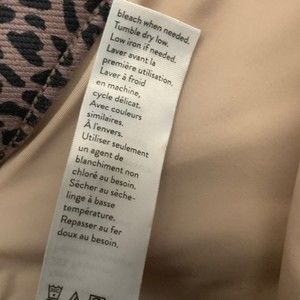 bleach when needed.
Tumble dry low.
Low iron if needed.
Laver avant la
première utilisation.
Laver à froid
en machine,
cycle délicat.
Avec couleurs
similaires.
À l'envers.
Utiliser seulement
un agent de
blanchiment non
chloré au besoin.
Sécher au sèche-
linge à basse
température.
Repasser au fer
doux au besoin.